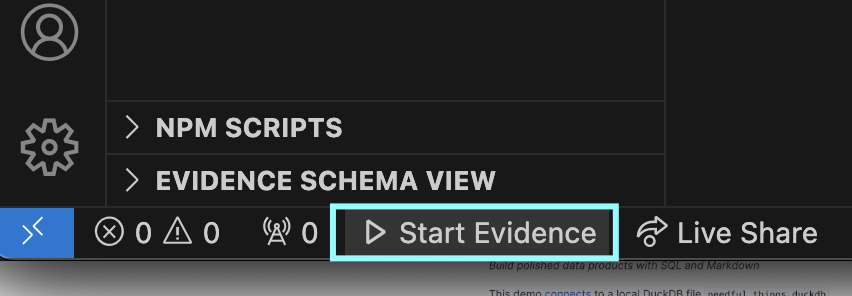 NPM SCRIPTS
EVIDENCE SCHEMA VIEW
0 0 0 Start Evidence Live Share
Build polished data products with SQL and Markdown
This demo connects to a local DuckDB file needful_things.duckdb